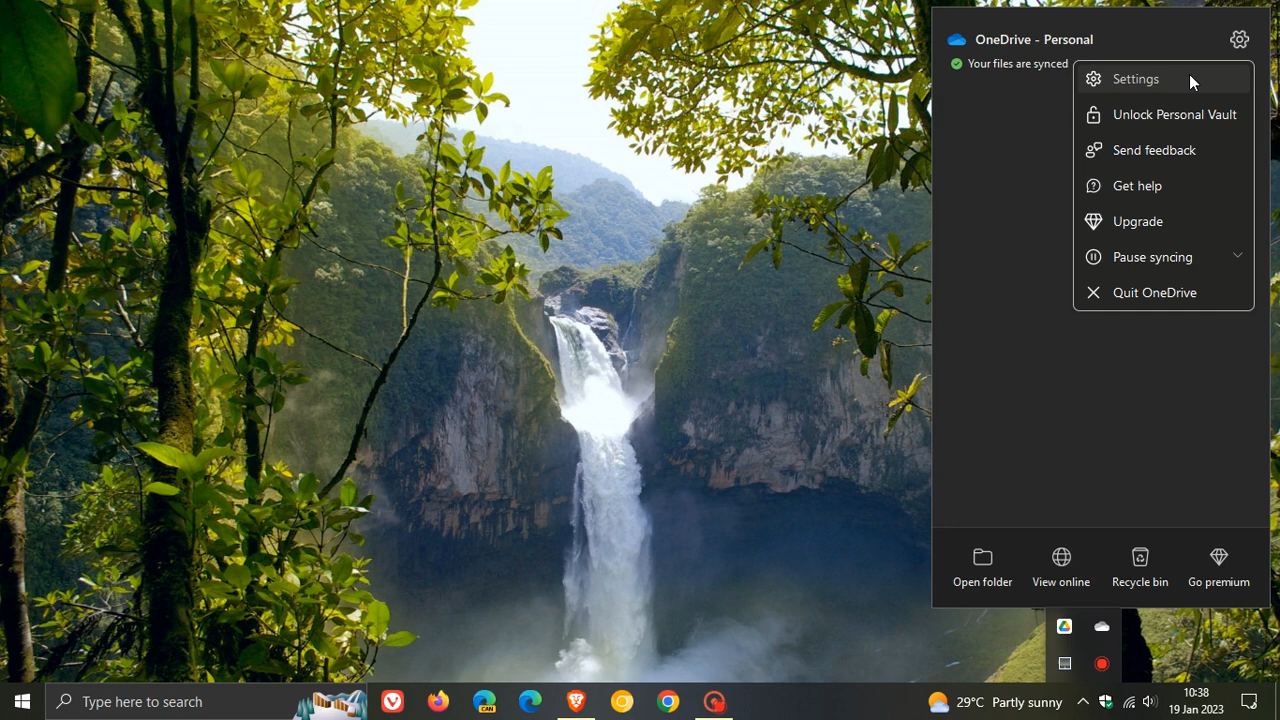 OneDrive - Personal
Your files are synced
Settings
Unlock Personal Vault
Send feedback
Get help
Upgrade
Pause syncing
Quit OneDrive
Open folder
View online
Recycle bin
Go premium
Type here to search
CAN
29°C Partly sunny
10:38
19 Jan 2023